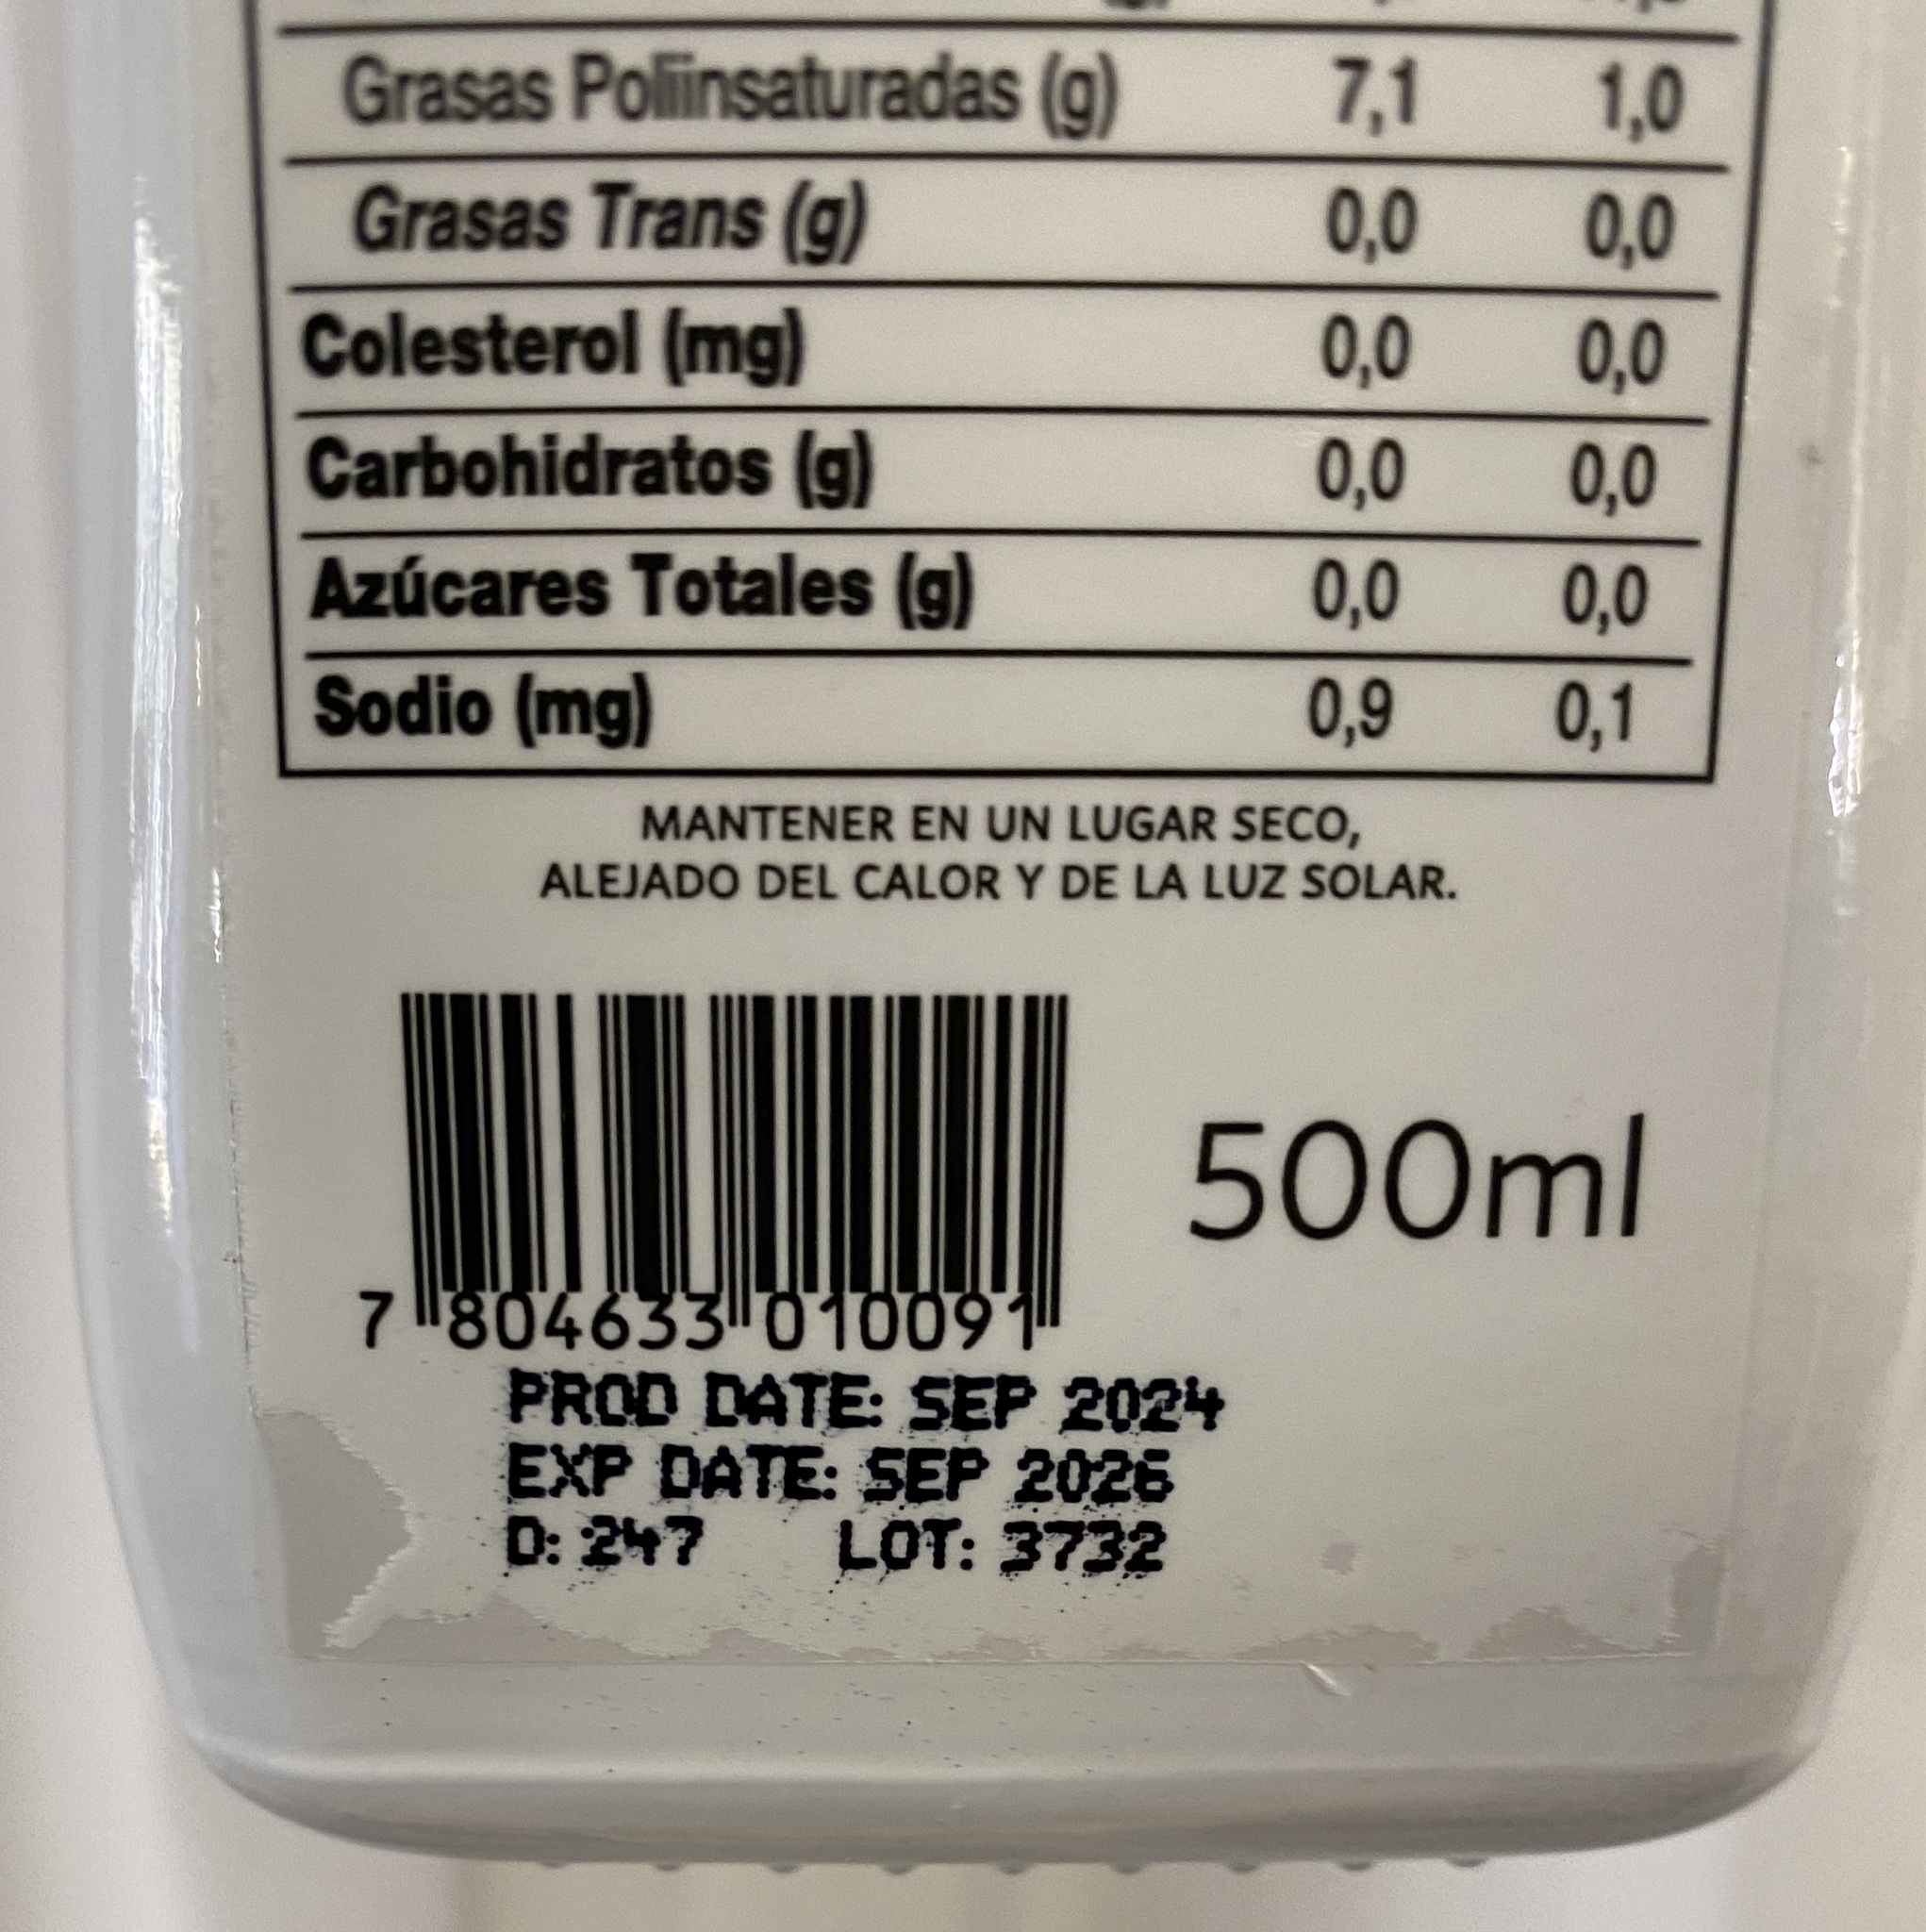 Grasas Poliinsaturadas (g) 7,1 1,0
Grasas Trans (g) 0,0 0,0
Colesterol (mg) 0,0 0,0
Carbohidratos (g) 0,0 0,0
Azúcares Totales (g) 0,0 0,0
Sodio (mg) 0,9 0,1
MANTENER EN UN LUGAR SECO,
ALEJADO DEL CALOR Y DE LA LUZ SOLAR.
500ml
7 804633 010091
PROD DATE: SEP 2024
EXP DATE: SEP 2026
D: 247 LOT: 3732